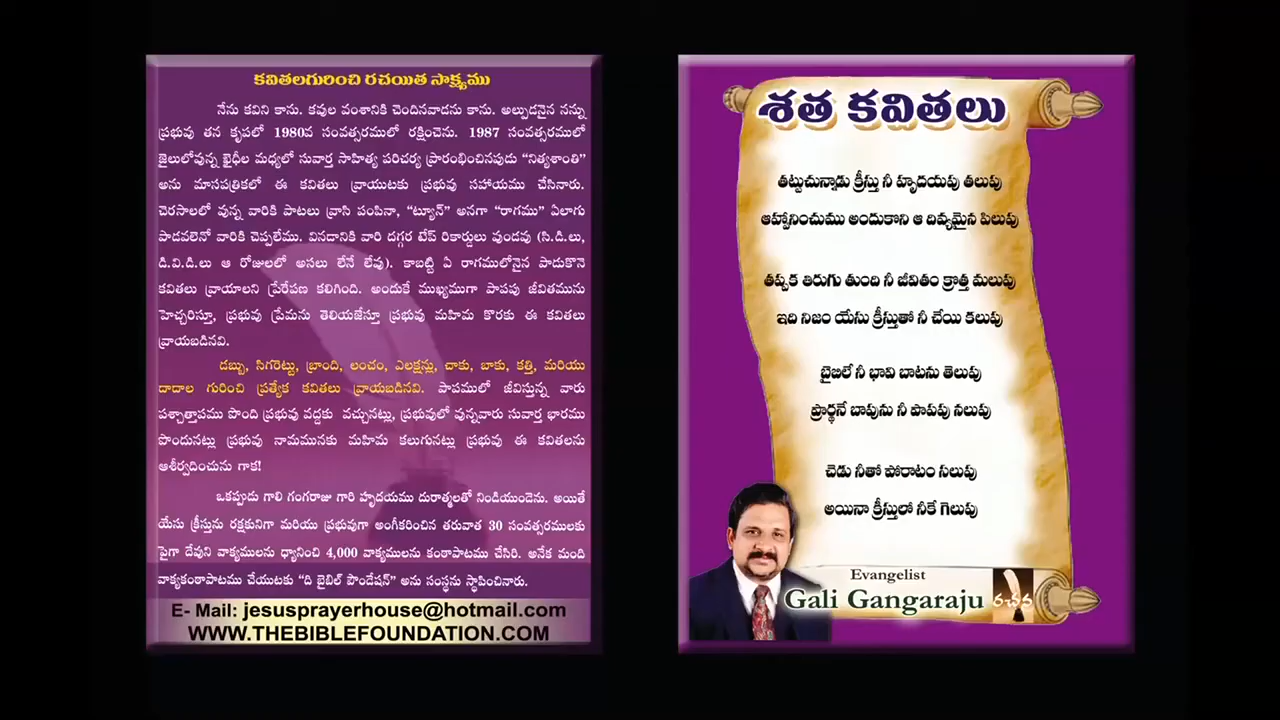 కవితలగురించి రచయిత సాక్ష్యము
నేను కవిని కాను. కవుల వంశానికి చెందినవాడను కాను. అల్పుడనైన నన్ను
ప్రభువు తన కృపలో 1980వ సంవత్సరములో రక్షించెను. 1987 సంవత్సరములో
జైలులోవున్న ఖైధీల మధ్యలో సువార్త సాహిత్య పరిచర్య ప్రారంభించినపుడు “నిత్యశాంతి”
అను మాసపత్రికలో ఈ కవితలు వ్రాయుటకు ప్రభువు సహాయము చేసినారు.
చెరసాలలో వున్న వారికి పాటలు వ్రాసి పంపినా, “ట్యూన్” అనగా “రాగము” ఏలాగు
పాడవలెనో వారికి చెప్పలేము. వినడానికి వారి దగ్గర టేప్ రికార్డులు వుండవు (సి.డి.లు,
డి.వి.డి.లు ఆ రోజులలో అసలు లేనే లేవు). కాబట్టి ఏ రాగములోనైన పాడుకొనె
కవితలు వ్రాయాలని ప్రేరేపణ కలిగింది. అందుకే ముఖ్యముగా పాపపు జీవితమును
హెచ్చరిస్తూ, ప్రభువు ప్రేమను తెలియజేస్తూ ప్రభువు మహిమ కొరకు ఈ కవితలు
వ్రాయబడినవి.
డబ్బు, సిగరెట్టు, బ్రాంది, లంచం, ఎలక్షన్లు, చాకు, బాకు, కత్తి, మరియు
దాదాల గురించి ప్రత్యేక కవితలు వ్రాయబడినవి. పాపములో జీవిస్తున్న వారు
పశ్చాత్తాపము పొంది ప్రభువు వద్దకు వచ్చునట్లు, ప్రభువులో వున్నవారు సువార్త భారము
పొందునట్లు ప్రభువు నామమునకు మహిమ కలుగునట్లు ప్రభువు ఈ కవితలను
ఆశీర్వదించును గాక!
ఒకప్పుడు గాలి గంగరాజు గారి హృదయము దురాత్మలతో నిండియుండెను. అయితే
యేసు క్రీస్తును రక్షకునిగా మరియు ప్రభువుగా అంగీకరించిన తరువాత 30 సంవత్సరములకు
పైగా దేవుని వాక్యములను ధ్యానించి 4,000 వాక్యములను కంఠాపాటము చేసిరి. అనేక మంది
వాక్యకంఠాపాటము చేయుటకు “ది బైబిల్ ఫౌండేషన్” అను సంస్థను స్థాపించినారు.
E- Mail: jesusprayerhouse@hotmail.com
WWW.THEBIBLEFOUNDATION.COM
శత కవితలు
తట్టుచున్నాడు క్రీస్తు నీ హృదయపు తలుపు
ఆహ్వానించుము అందుకొని ఆ దివ్యమైన పిలుపు
తప్పక తిరుగు తుంది నీ జీవితం క్రొత్త మలుపు
ఇది నిజం యేసు క్రీస్తుతో నీ చేయి కలుపు
బైబిలే నీ భావి బాటను తెలుపు
ప్రార్థనే బాపును నీ పాపపు నలుపు
చెడు నీతో పోరాటం సలుపు
అయినా క్రీస్తులో నీకే గెలుపు
Evangelist
Gali Gangaraju రచన